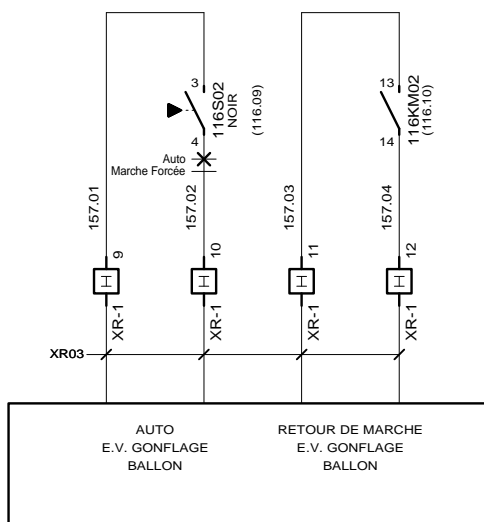 3
116S02
NOIR
(116.09)
4
Auto
Marche Forcée
13
116KM02
(116.10)
14
157.01
157.02
157.03
157.04
9
10
11
12
XR-1
XR-1
XR-1
XR-1
XR03
AUTO
E.V. GONFLAGE
BALLON
RETOUR DE MARCHE
E.V. GONFLAGE
BALLON